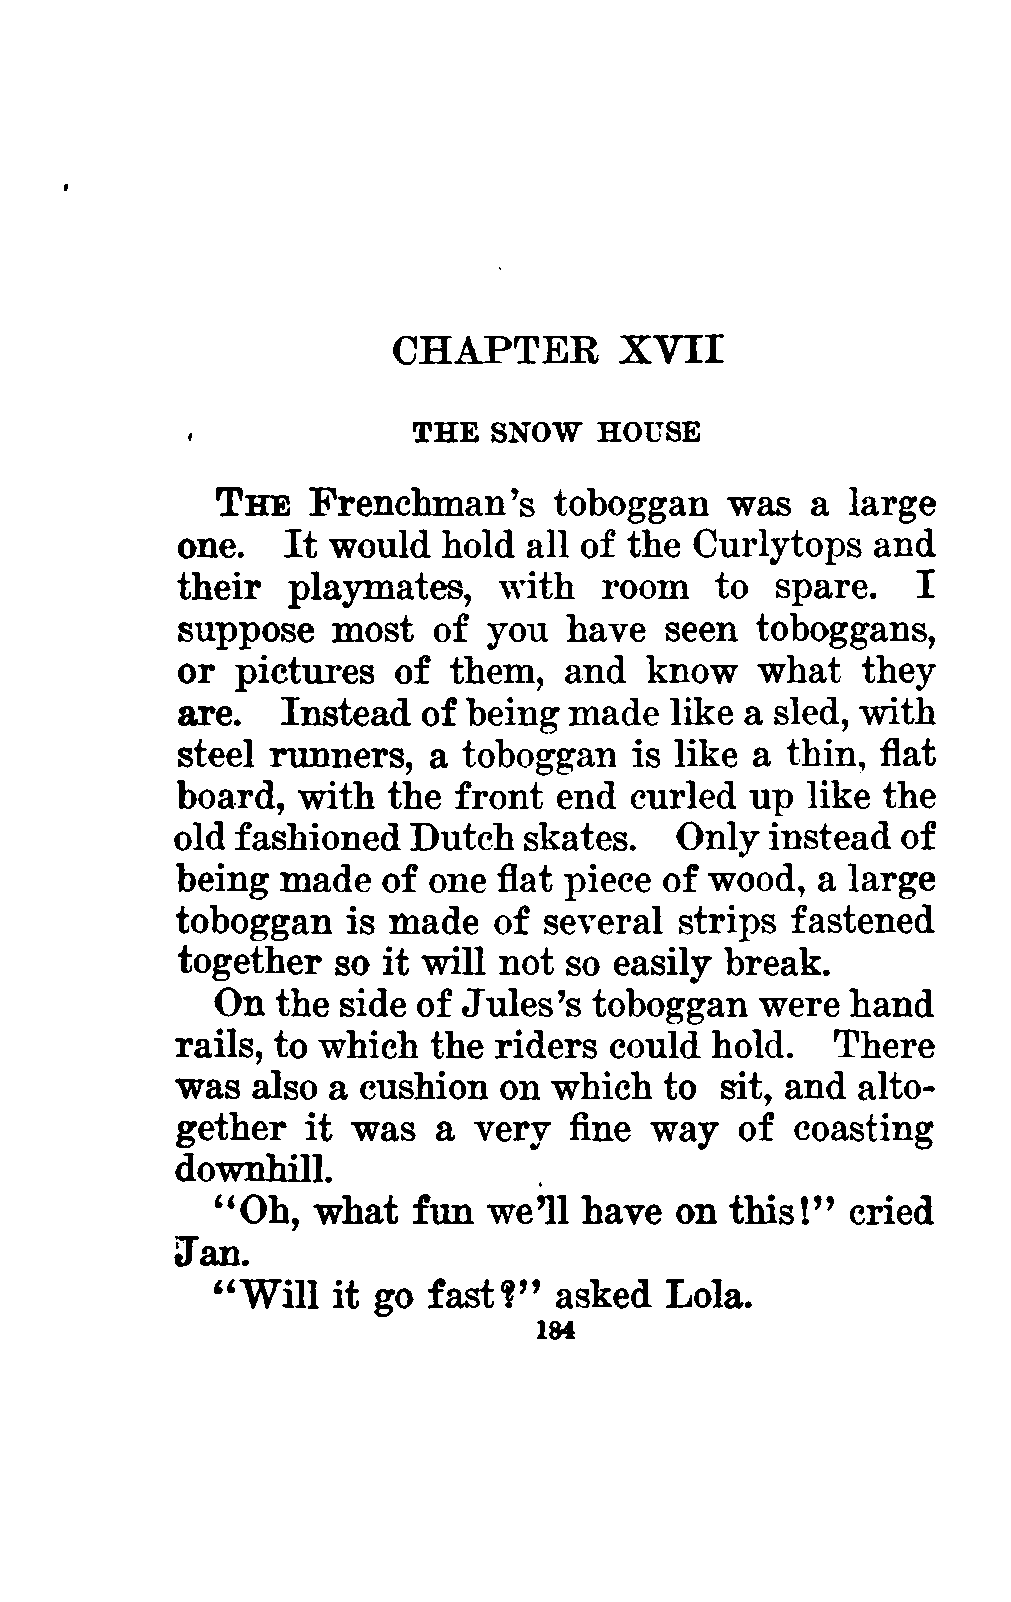 CHAPTER XVII
THE SNOW HOUSE
THE Frenchman's toboggan was a large
one. It would hold all of the Curlytops and
their playmates, with room to spare. I
suppose most of you have seen toboggans,
or pictures of them, and know what they
are. Instead of being made like a sled, with
steel runners, a toboggan is like a thin, flat
board, with the front end curled up like the
old fashioned Dutch skates. Only instead of
being made of one flat piece of wood, a large
toboggan is made of several strips fastened
together so it will not so easily break.
On the side of Jules's toboggan were hand
rails, to which the riders could hold. There
was also a cushion on which to sit, and alto-
gether it was a very fine way of coasting
downhill.
"Oh, what fun we'll have on this!" cried
Jan.
"Will it go fast?" asked Lola.
184